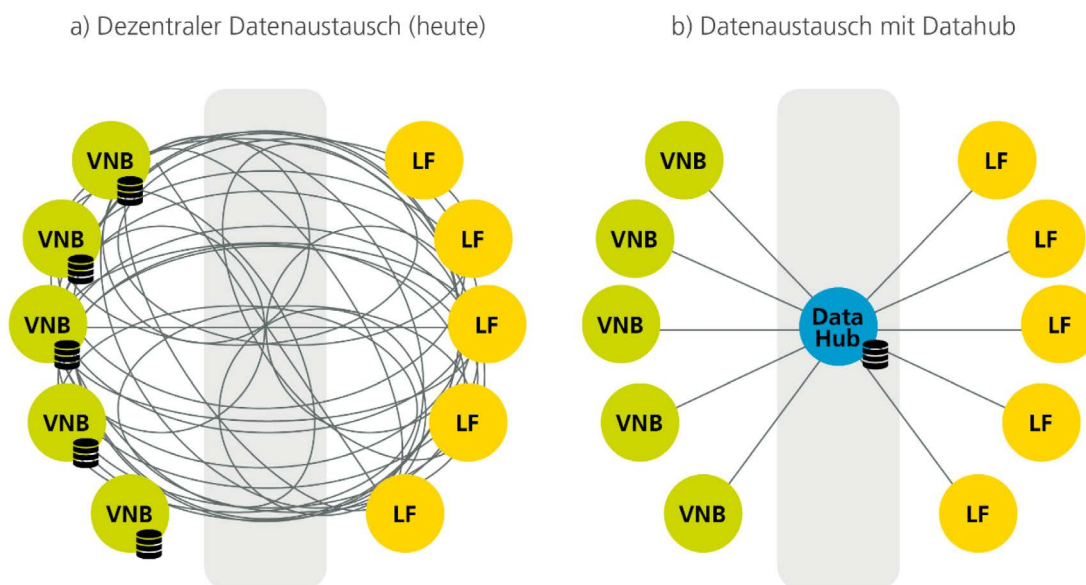 a) Dezentraler Datenaustausch (heute)
VNB
VNB
VNB
VNB
VNB
LF
LF
LF
LF
LF
b) Datenaustausch mit Datahub
VNB
VNB
VNB
VNB
VNB
Data
Hub
LF
LF
LF
LF
LF